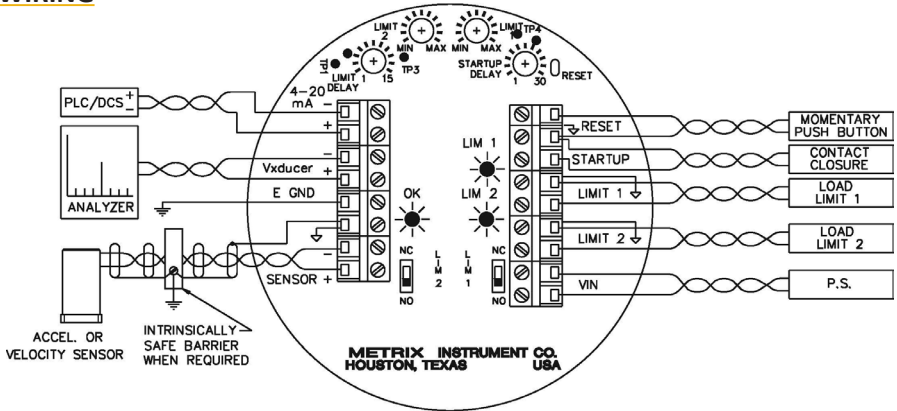 WIRING
LIMIT
2
MIN MAX
MIN MAX
LIMIT
1
TP4
TP1
LIMIT
DELAY
1 15
TP3
STARTUP
DELAY
1 30
RESET
PLC/DCS + -
4-20
mA -
+
ANALYZER
-
Vxducer
+
E GND
-
SENSOR +
OK
LIM 1
LIM 2
NC
NO
L
I
M
2
L
I
M
1
NC
NO
RESET
STARTUP
LIMIT 1
LIMIT 2
VIN
MOMENTARY
PUSH BUTTON
CONTACT
CLOSURE
LOAD
LIMIT 1
LOAD
LIMIT 2
P.S.
ACCEL. OR
VELOCITY SENSOR
INTRINSICALLY
SAFE BARRIER
WHEN REQUIRED
METRIX INSTRUMENT CO.
HOUSTON, TEXAS USA